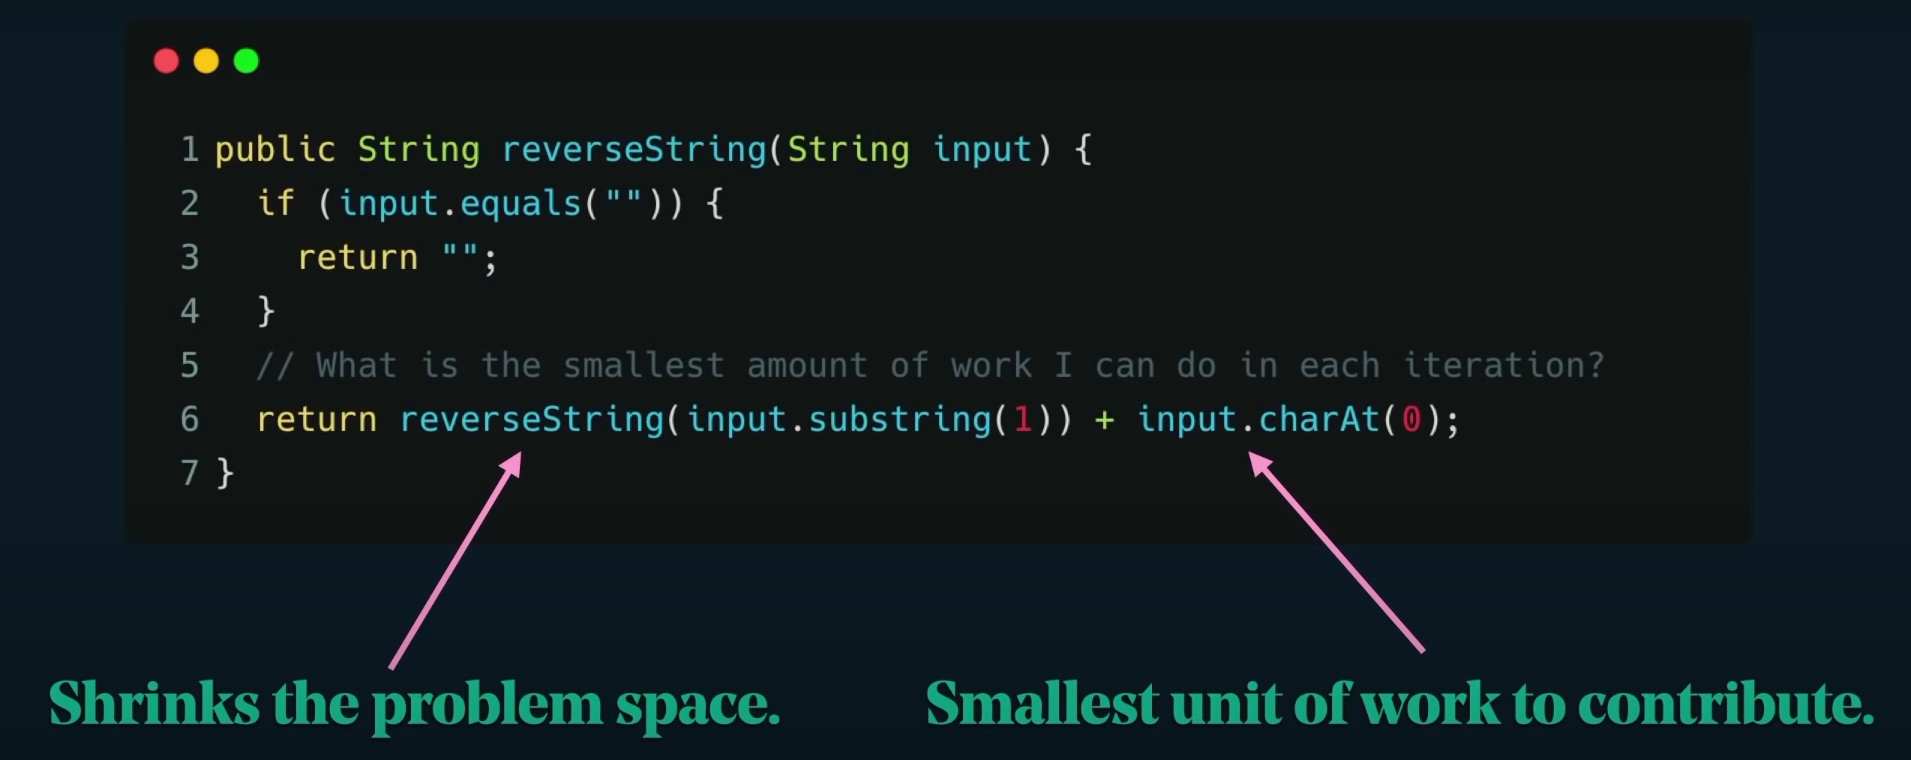 1 public String reverseString(String input) {
2   if (input.equals("")) {
3     return "";
4   }
5   // What is the smallest amount of work I can do in each iteration?
6   return reverseString(input.substring(1)) + input.charAt(0);
7 }
Shrinks the problem space.
Smallest unit of work to contribute.